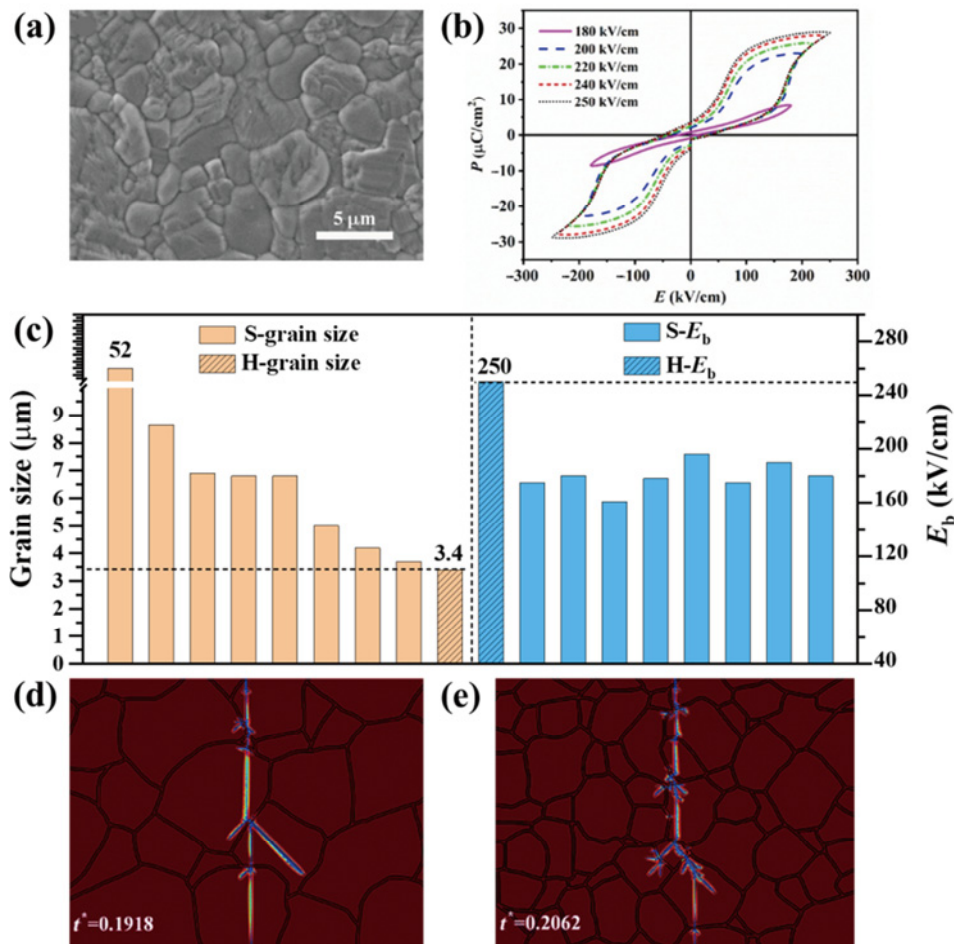 (a)
5 μm
(b)
180 kV/cm
200 kV/cm
220 kV/cm
240 kV/cm
250 kV/cm
P (μC/cm²)
30
20
10
0
−10
−20
−30
−300
−200
−100
0
100
200
300
E (kV/cm)
(c)
S-grain size
H-grain size
S-Eb
H-Eb
52
3.4
250
Grain size (μm)
9
8
7
6
5
4
3
2
1
0
Eb (kV/cm)
280
240
200
160
120
80
40
(d)
t*=0.1918
(e)
t*=0.2062